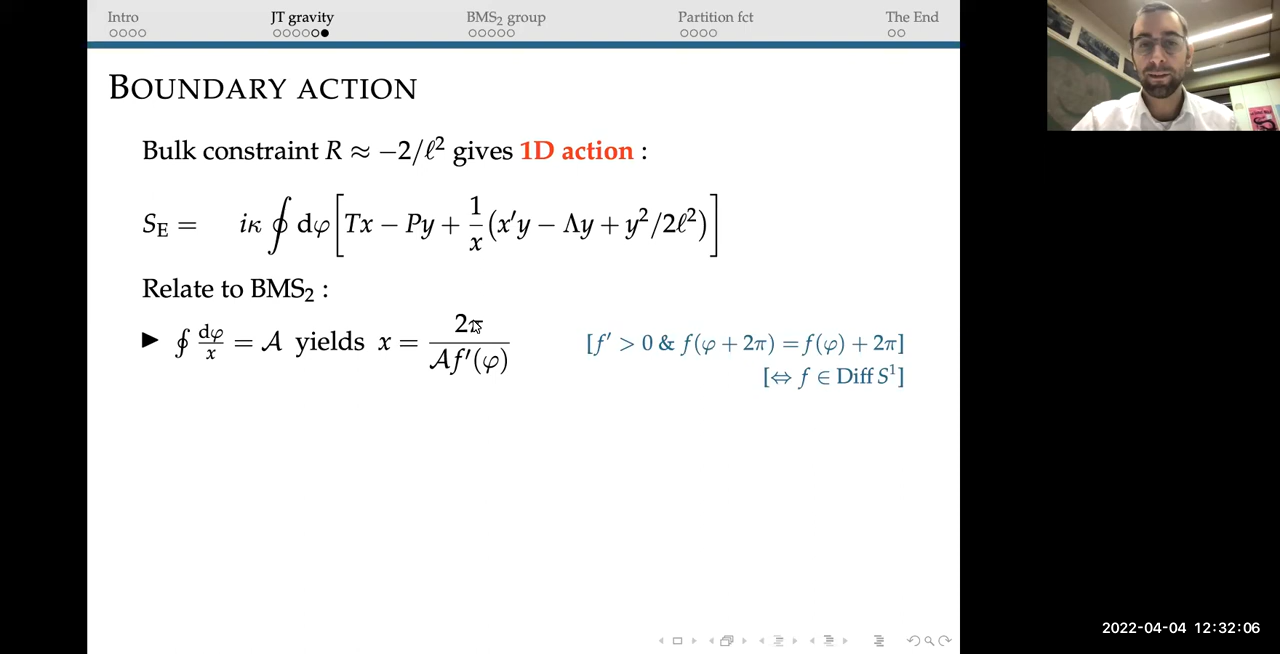 Intro JT gravity BMS₂ group Partition fct The End
BOUNDARY ACTION
Bulk constraint R ≈ −2/ℓ² gives 1D action :
S_E = iκ ∮ dφ [ Tx − Py + 1/x (x′y − Λy + y²/2ℓ²) ]
Relate to BMS₂ :
▶ ∮ dφ/x = 𝒜 yields x = 2π/(𝒜f′(φ)) [f′ > 0 & f(φ + 2π) = f(φ) + 2π]
[⇔ f ∈ Diff S¹]
2022-04-04 12:32:06